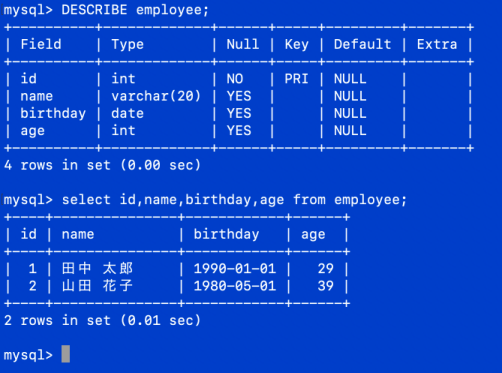 mysql> DESCRIBE employee;
+----------+-------------+------+-----+---------+-------+
| Field    | Type        | Null | Key | Default | Extra |
+----------+-------------+------+-----+---------+-------+
| id       | int         | NO   | PRI | NULL    |       |
| name     | varchar(20) | YES  |     | NULL    |       |
| birthday | date        | YES  |     | NULL    |       |
| age      | int         | YES  |     | NULL    |       |
+----------+-------------+------+-----+---------+-------+
4 rows in set (0.00 sec)
mysql> select id,name,birthday,age from employee;
+----+---------------+------------+------+
| id | name          | birthday   | age  |
+----+---------------+------------+------+
|  1 | 田中 太郎     | 1990-01-01 |   29 |
|  2 | 山田 花子     | 1980-05-01 |   39 |
+----+---------------+------------+------+
2 rows in set (0.01 sec)
mysql>